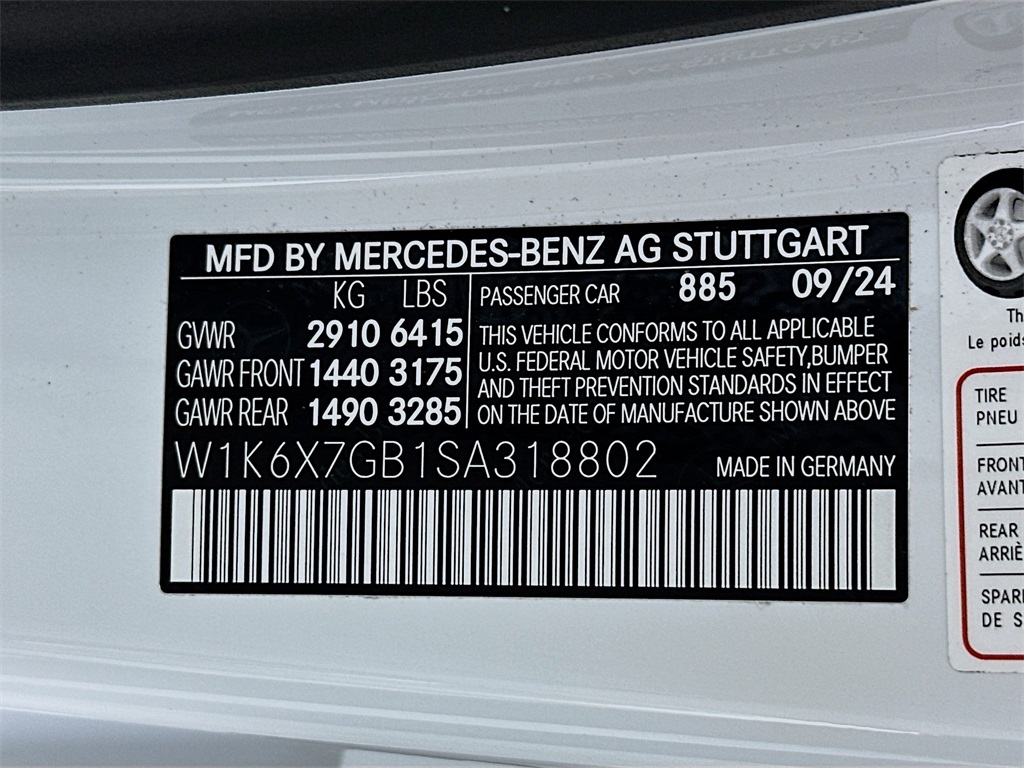 MFD BY MERCEDES-BENZ AG STUTTGART
KG LBS
GVWR 2910 6415
GAWR FRONT 1440 3175
GAWR REAR 1490 3285
PASSENGER CAR 885 09/24
THIS VEHICLE CONFORMS TO ALL APPLICABLE
U.S. FEDERAL MOTOR VEHICLE SAFETY,BUMPER
AND THEFT PREVENTION STANDARDS IN EFFECT
ON THE DATE OF MANUFACTURE SHOWN ABOVE
W1K6X7GB1SA318802
MADE IN GERMANY
Le poids
TIRE
PNEU
FRONT
AVANT
REAR
DE